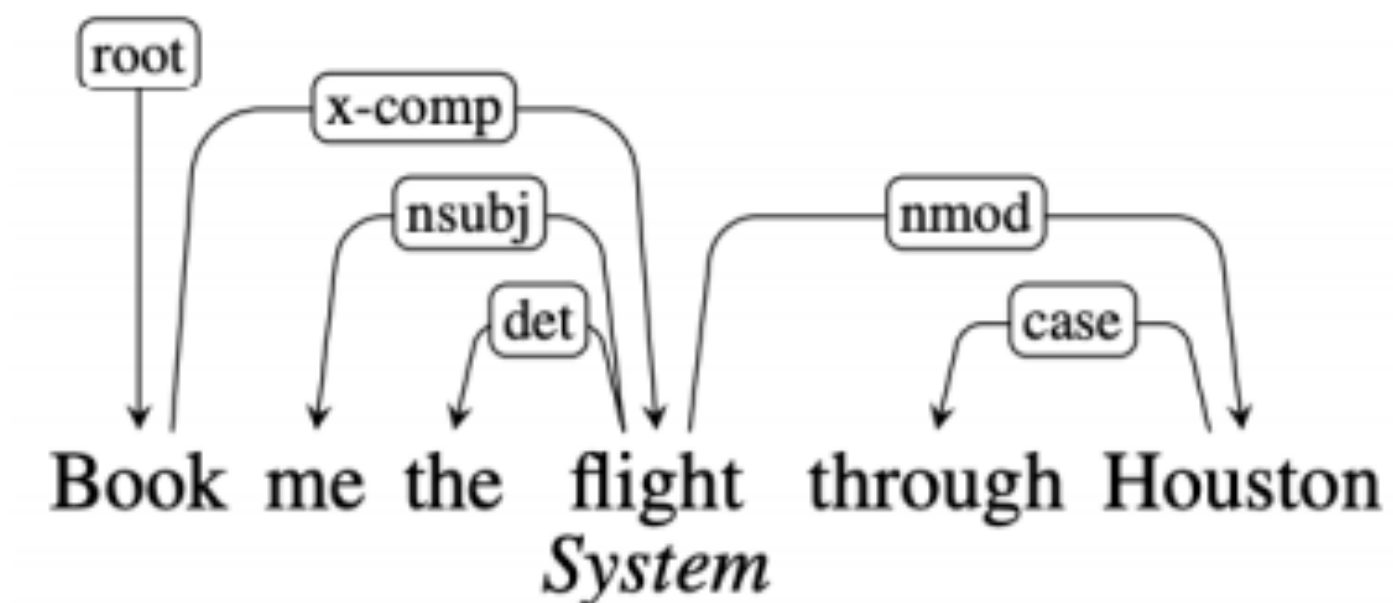 root
x-comp
nsubj
nmod
det
case
Book me the flight through Houston
System